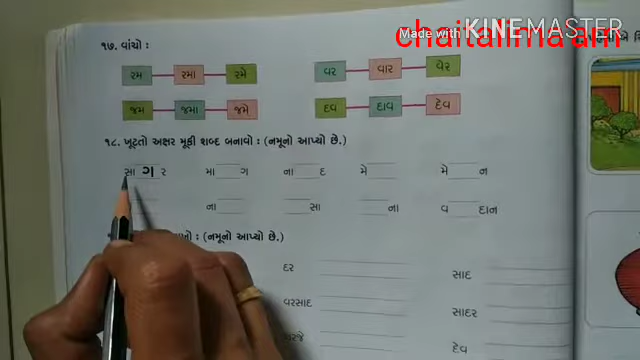 Made with KINEMASTER
chaitalimaam
૧૭. વાંચો :
રમ રમા રમે વર વાર વેર
જમ જમા જમે દવ દાવ દેવ
૧૮. ખૂટતો અક્ષર મૂકી શબ્દ બનાવો : (નમૂનો આપ્યો છે.)
સા ગ ર મા ગ ના દ મે મે ન
ના સા ના વ દાન
(નમૂનો આપ્યો છે.)
દર સાદ
વરસાદ સાદર
દેવ